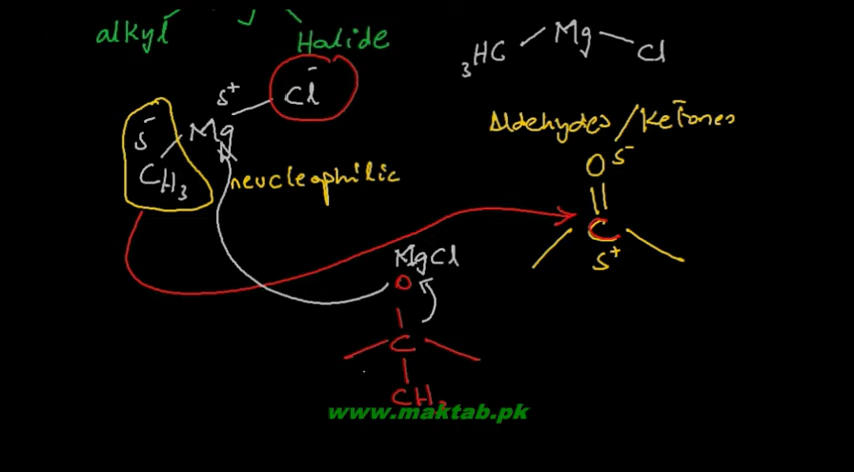 alkyl Halide
₃HC Mg Cl
δ⁺ Cl⁻
δ⁻ Mg
CH₃ neucleophilic
Aldehydes/Ketones
O δ⁻
C
δ⁺
MgCl
O
C
CH₃
www.maktab.pk